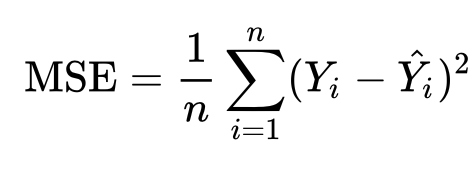 MSE = \frac{1}{n} \sum_{i=1}^{n} (Y_i - \hat{Y}_i)^2